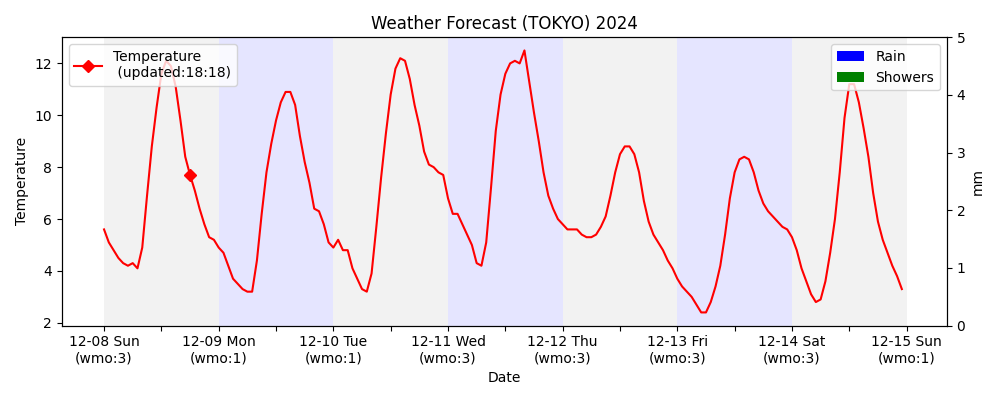 Weather Forecast (TOKYO) 2024
Temperature
(updated:18:18)
Rain
Showers
12
10
8
6
4
2
Temperature
5
4
3
2
1
0
mm
12-08 Sun 12-09 Mon 12-10 Tue 12-11 Wed 12-12 Thu 12-13 Fri 12-14 Sat 12-15 Sun
(wmo:3) (wmo:1) (wmo:1) (wmo:3) (wmo:3) (wmo:3) (wmo:3) (wmo:1)
Date